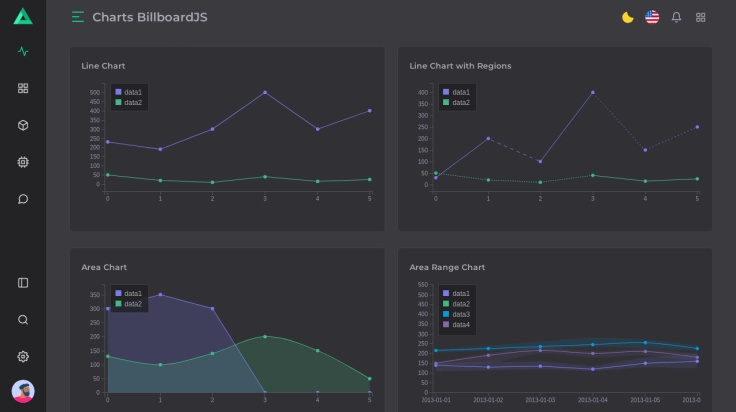 Charts BillboardJS
Line Chart
data1
data2
500
450
400
350
300
250
200
150
100
50
0
0 1 2 3 4 5
Line Chart with Regions
data1
data2
400
350
300
250
200
150
100
50
0
0 1 2 3 4 5
Area Chart
data1
data2
350
300
250
200
150
100
50
0
0 1 2 3 4 5
Area Range Chart
data1
data2
data3
data4
550
500
450
400
350
300
250
200
150
100
50
0
2013-01-01 2013-01-02 2013-01-03 2013-01-04 2013-01-05 2013-0